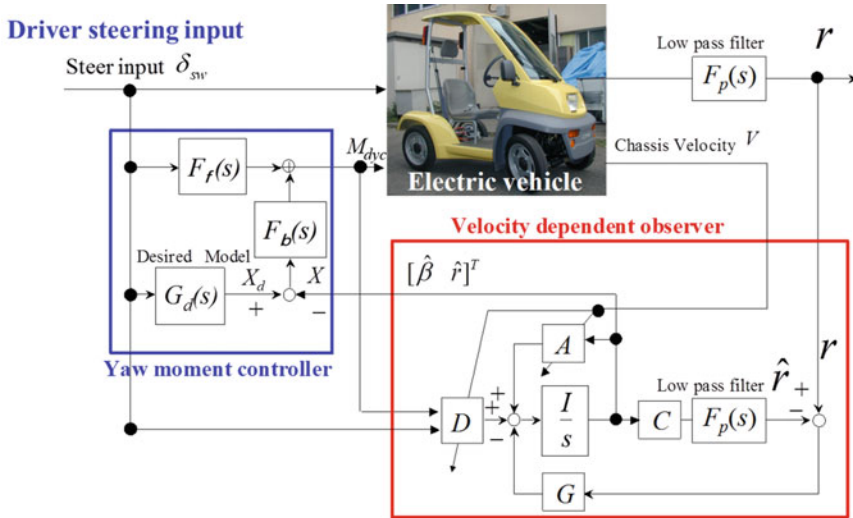 Driver steering input
Steer input δsw
Low pass filter
r
Fp(s)
Mdyc
Chassis Velocity V
Electric vehicle
Ff(s)
Fb(s)
Velocity dependent observer
Desired Model
Xd
X
Gd(s)
+
−
[β̂ r̂]ᵀ
Yaw moment controller
A
r
Low pass filter
r̂
+
−
D
+
+
−
I
s
C
Fp(s)
G